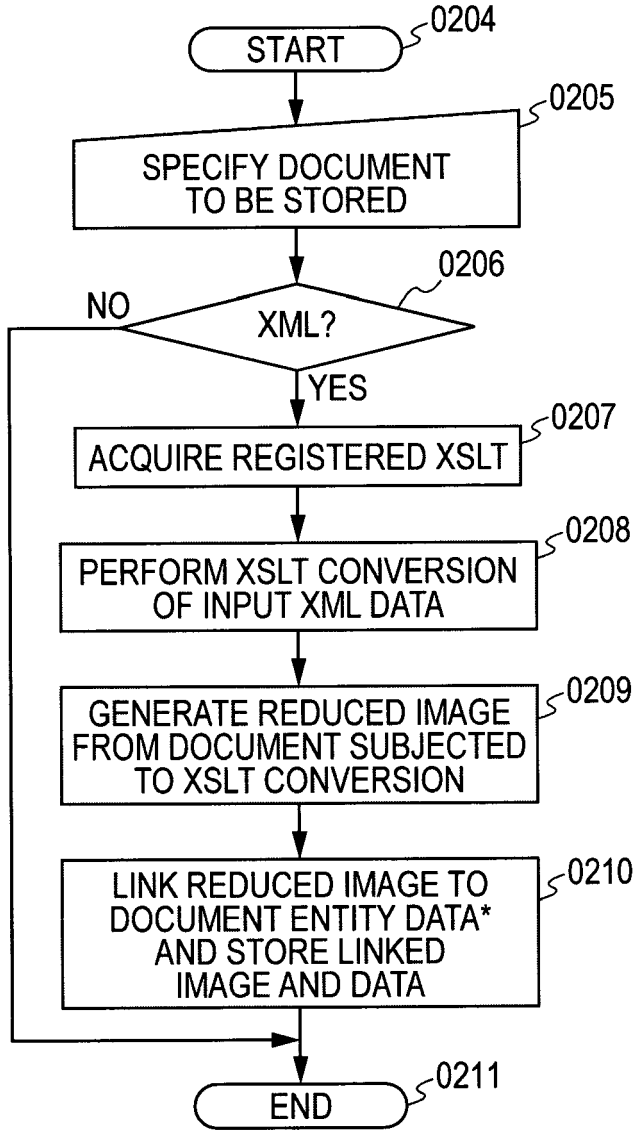 START
0204
0205
SPECIFY DOCUMENT
TO BE STORED
0206
NO
XML?
YES
0207
ACQUIRE REGISTERED XSLT
0208
PERFORM XSLT CONVERSION
OF INPUT XML DATA
0209
GENERATE REDUCED IMAGE
FROM DOCUMENT SUBJECTED
TO XSLT CONVERSION
0210
LINK REDUCED IMAGE TO
DOCUMENT ENTITY DATA*
AND STORE LINKED
IMAGE AND DATA
0211
END